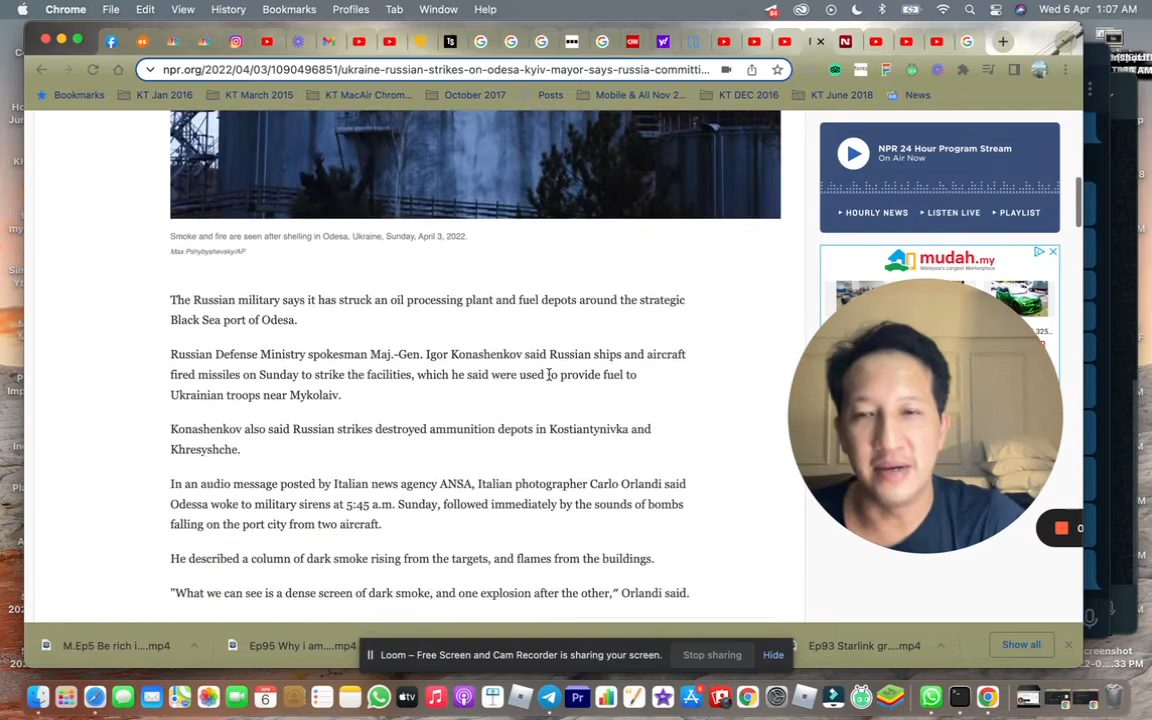 Chrome File Edit View History Bookmarks Profiles Tab Window Help
84
Wed 6 Apr 1:07 AM
npr.org/2022/04/03/1090496851/ukraine-russian-strikes-on-odesa-kyiv-mayor-says-russia-committi...
Bookmarks KT Jan 2016 KT March 2015 KT MacAir Chrom... October 2017 Posts Mobile & All Nov 2... KT DEC 2016 KT June 2018 News
NPR 24 Hour Program Stream
On Air Now
HOURLY NEWS LISTEN LIVE PLAYLIST
Smoke and fire are seen after shelling in Odesa, Ukraine, Sunday, April 3, 2022.
Max Pshybyshevsky/AP
mudah.my
Malaysia's Largest Marketplace
325...
The Russian military says it has struck an oil processing plant and fuel depots around the strategic
Black Sea port of Odesa.
Russian Defense Ministry spokesman Maj.-Gen. Igor Konashenkov said Russian ships and aircraft
fired missiles on Sunday to strike the facilities, which he said were used to provide fuel to
Ukrainian troops near Mykolaiv.
Konashenkov also said Russian strikes destroyed ammunition depots in Kostiantynivka and
Khresyshche.
In an audio message posted by Italian news agency ANSA, Italian photographer Carlo Orlandi said
Odessa woke to military sirens at 5:45 a.m. Sunday, followed immediately by the sounds of bombs
falling on the port city from two aircraft.
He described a column of dark smoke rising from the targets, and flames from the buildings.
"What we can see is a dense screen of dark smoke, and one explosion after the other," Orlandi said.
M.Ep5 Be rich i....mp4 Ep95 Why i am....mp4 Ep93 Starlink gr....mp4 Show all
Loom – Free Screen and Cam Recorder is sharing your screen. Stop sharing Hide